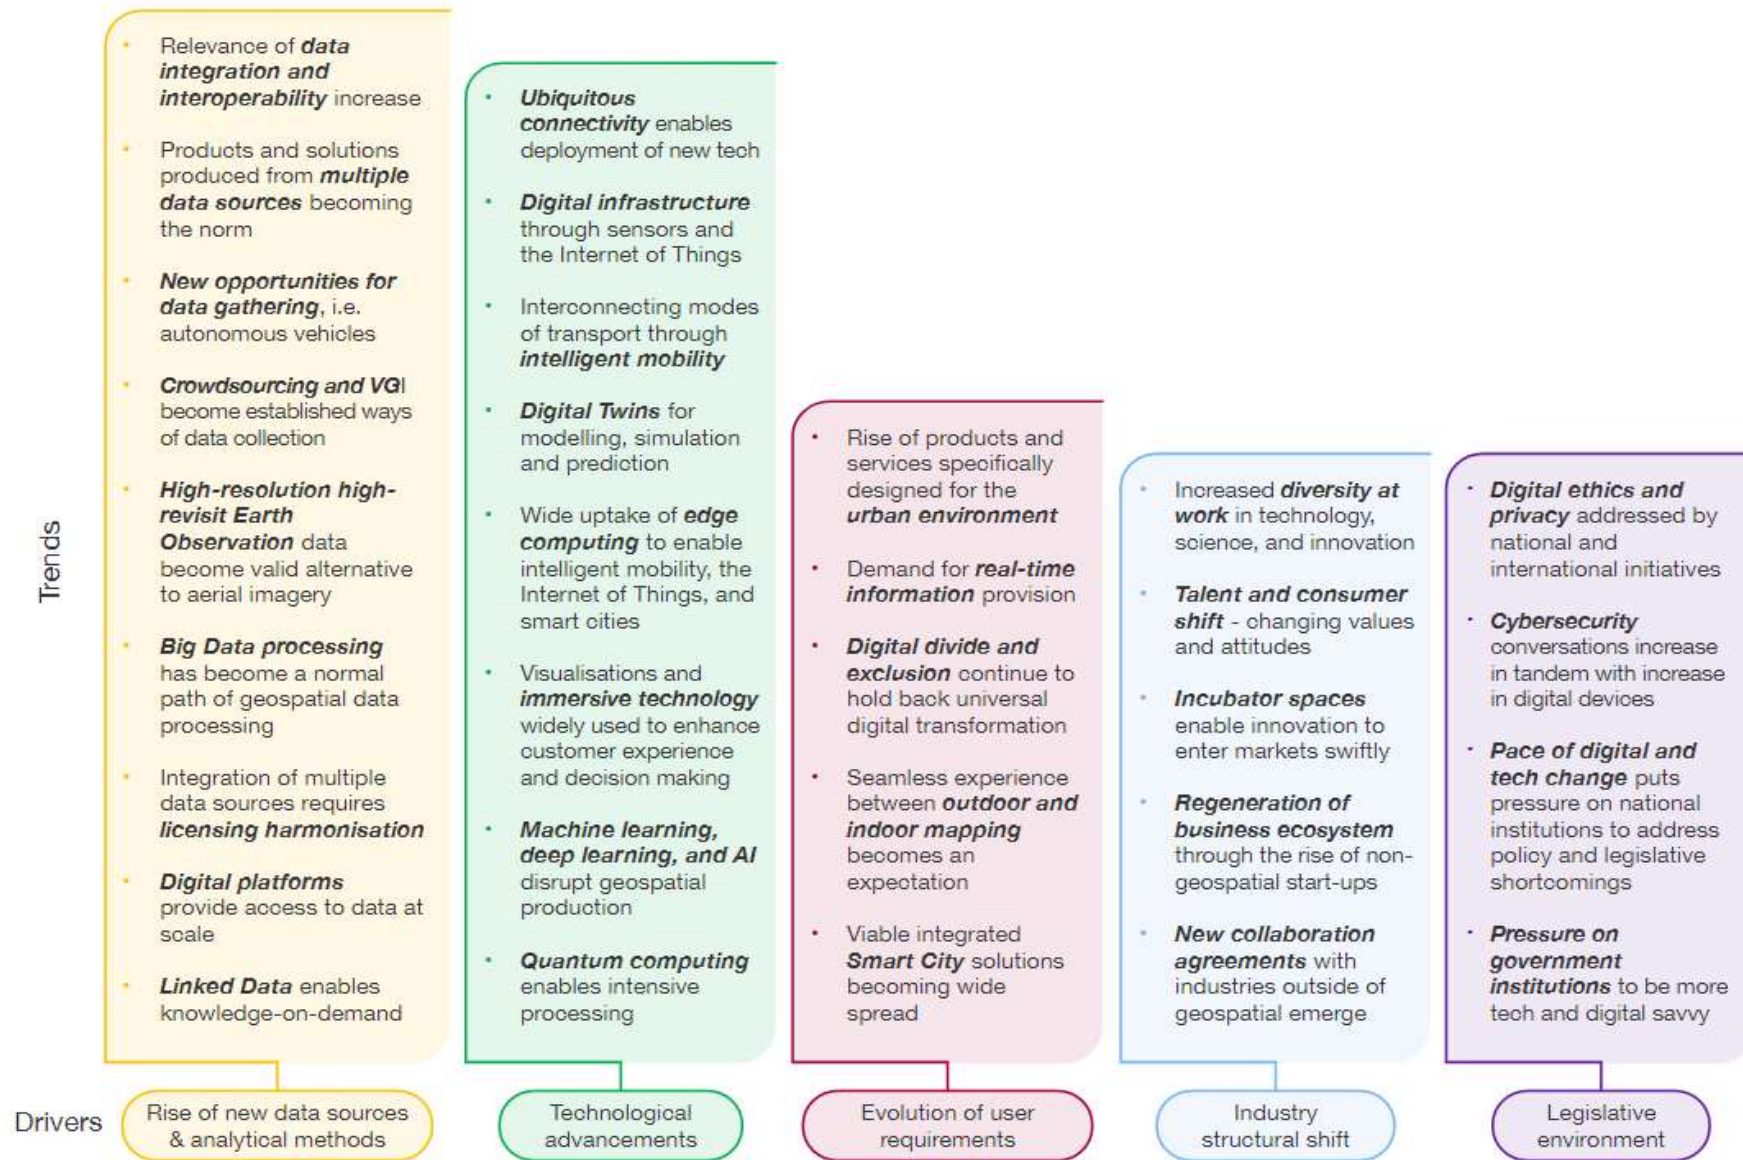 Trends
Relevance of data
integration and
interoperability increase
Products and solutions
produced from multiple
data sources becoming
the norm
New opportunities for
data gathering, i.e.
autonomous vehicles
Crowdsourcing and VGI
become established ways
of data collection
High-resolution high-
revisit Earth
Observation data
become valid alternative
to aerial imagery
Big Data processing
has become a normal
path of geospatial data
processing
Integration of multiple
data sources requires
licensing harmonisation
Digital platforms
provide access to data at
scale
Linked Data enables
knowledge-on-demand
Ubiquitous
connectivity enables
deployment of new tech
Digital infrastructure
through sensors and
the Internet of Things
Interconnecting modes
of transport through
intelligent mobility
Digital Twins for
modelling, simulation
and prediction
Wide uptake of edge
computing to enable
intelligent mobility, the
Internet of Things, and
smart cities
Visualisations and
immersive technology
widely used to enhance
customer experience
and decision making
Machine learning,
deep learning, and AI
disrupt geospatial
production
Quantum computing
enables intensive
processing
Rise of products and
services specifically
designed for the
urban environment
Demand for real-time
information provision
Digital divide and
exclusion continue to
hold back universal
digital transformation
Seamless experience
between outdoor and
indoor mapping
becomes an
expectation
Viable integrated
Smart City solutions
becoming wide
spread
Increased diversity at
work in technology,
science, and innovation
Talent and consumer
shift - changing values
and attitudes
Incubator spaces
enable innovation to
enter markets swiftly
Regeneration of
business ecosystem
through the rise of non-
geospatial start-ups
New collaboration
agreements with
industries outside of
geospatial emerge
Digital ethics and
privacy addressed by
national and
international initiatives
Cybersecurity
conversations increase
in tandem with increase
in digital devices
Pace of digital and
tech change puts
pressure on national
institutions to address
policy and legislative
shortcomings
Pressure on
government
institutions to be more
tech and digital savvy
Drivers
Rise of new data sources
& analytical methods
Technological
advancements
Evolution of user
requirements
Industry
structural shift
Legislative
environment